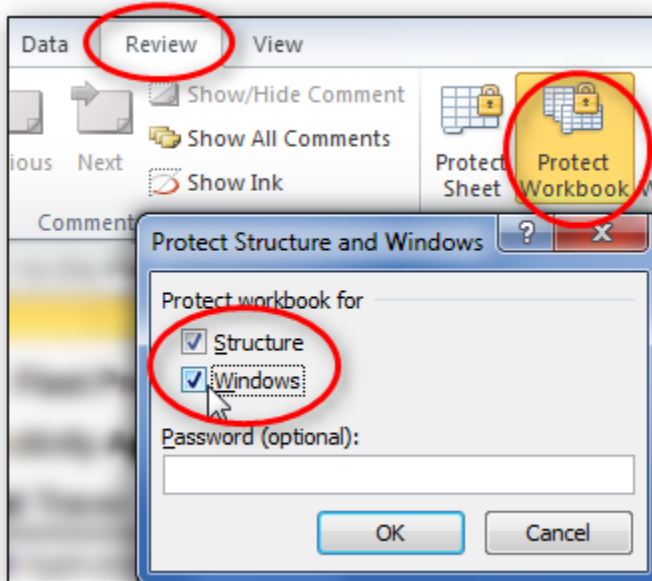 Data Review View
Show/Hide Comment
Show All Comments
Show Ink
ious Next
Protect Sheet
Protect Workbook
Comment
Protect Structure and Windows
?
Protect workbook for
Structure
Windows
Password (optional):
OK Cancel